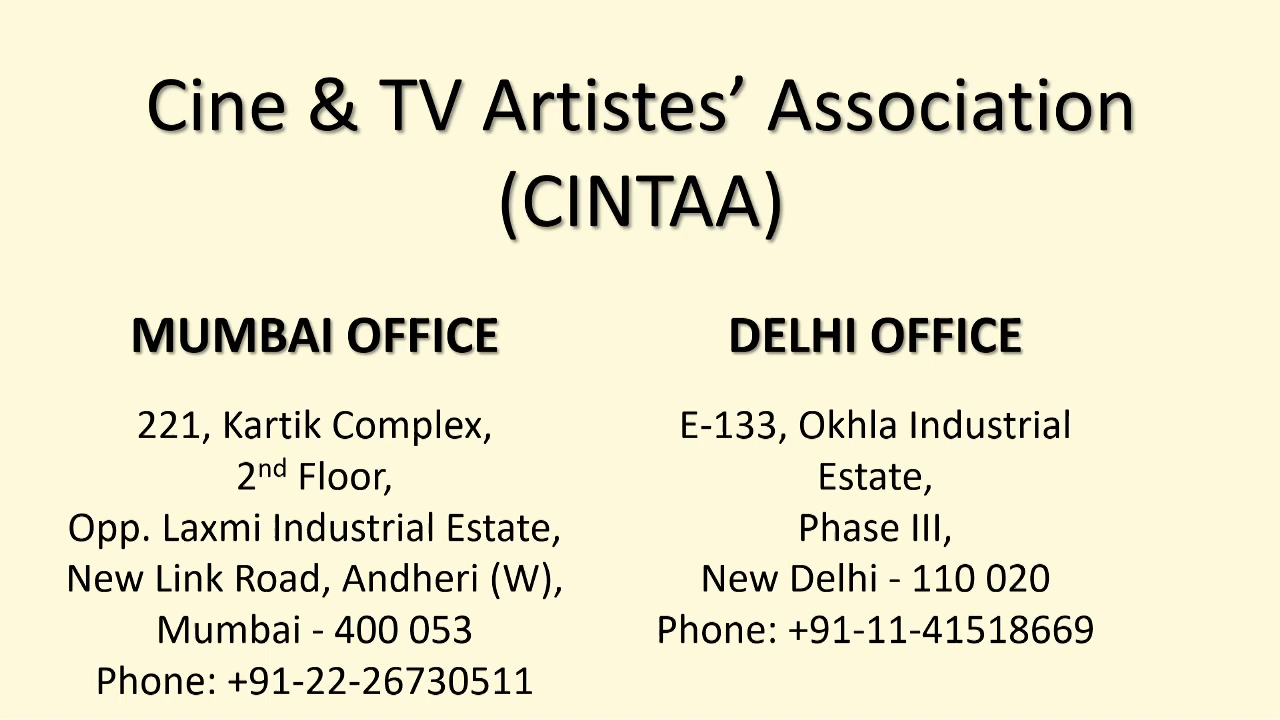 Cine & TV Artistes’ Association
(CINTAA)
MUMBAI OFFICE
221, Kartik Complex,
2nd Floor,
Opp. Laxmi Industrial Estate,
New Link Road, Andheri (W),
Mumbai - 400 053
Phone: +91-22-26730511
DELHI OFFICE
E-133, Okhla Industrial
Estate,
Phase III,
New Delhi - 110 020
Phone: +91-11-41518669